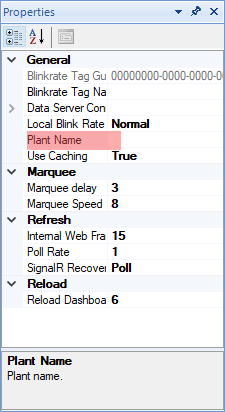 Properties
General
Blinkrate Tag Gu 00000000-0000-0000-0
Blinkrate Tag Na
Data Server Con
Local Blink Rate Normal
Plant Name
Use Caching True
Marquee
Marquee delay 3
Marquee Speed 8
Refresh
Internal Web Fra 15
Poll Rate 1
SignalR Recover Poll
Reload
Reload Dashboa 6
Plant Name
Plant name.